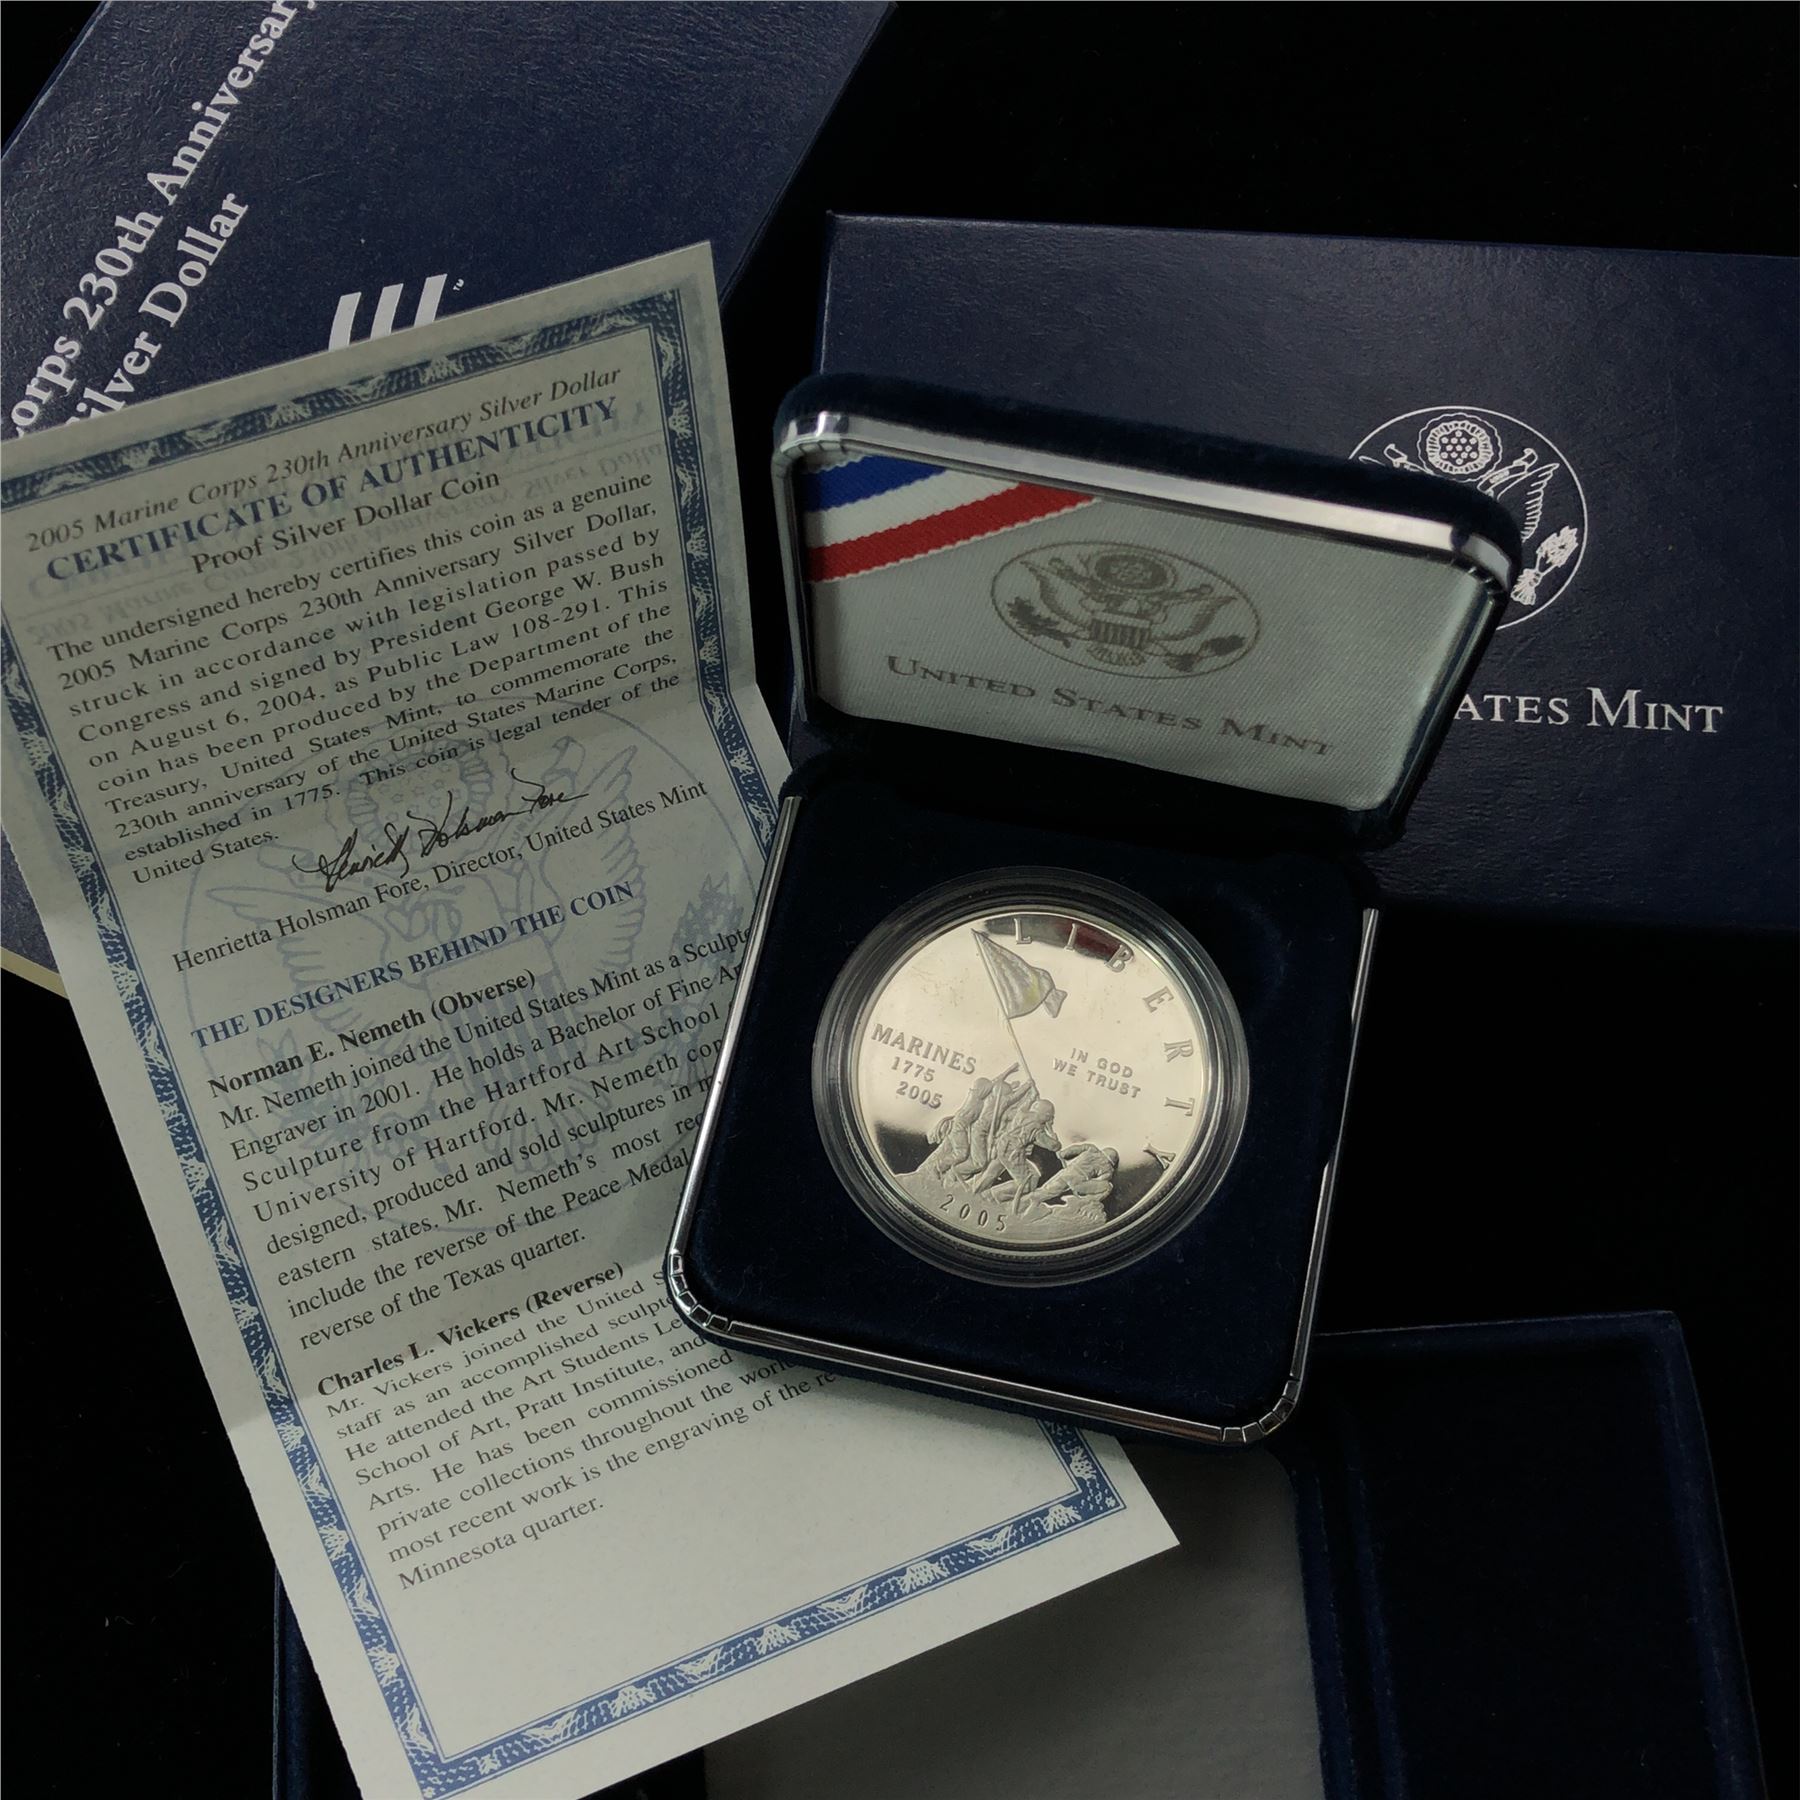 orps 230th Anniversary
ilver Dollar
2005 Marine Corps 230th Anniversary Silver Dollar
CERTIFICATE OF AUTHENTICITY
Proof Silver Dollar Coin
The undersigned hereby certifies this coin as a genuine
2005 Marine Corps 230th Anniversary Silver Dollar,
struck in accordance with legislation passed by
Congress and signed by President George W. Bush
on August 6, 2004, as Public Law 108-291. This
coin has been produced by the Department of the
Treasury, United States Mint, to commemorate the
230th anniversary of the United States Marine Corps,
established in 1775. This coin is legal tender of the
United States.
Henrietta Holsman Fore
Henrietta Holsman Fore, Director, United States Mint
THE DESIGNERS BEHIND THE COIN
Norman E. Nemeth (Obverse)
Mr. Nemeth joined the United States Mint as a Sculpt
Engraver in 2001. He holds a Bachelor of Fine
Sculpture from the Hartford Art School
University of Hartford. Mr. Nemeth
designed, produced and sold sculptures in
eastern states. Mr. Nemeth's most
include the reverse of the Peace Medal
reverse of the Texas quarter.
Charles L. Vickers (Reverse)
Mr. Vickers joined the United
staff as an accomplished
He attended the Art Students
School of Art, Pratt Institute, and
Arts. He has been commissioned
private collections throughout the
most recent work is the engraving of the
Minnesota quarter.
UNITED STATES MINT
ATES MINT
LIBERTY
MARINES
1775
2005
IN GOD
WE TRUST
2005